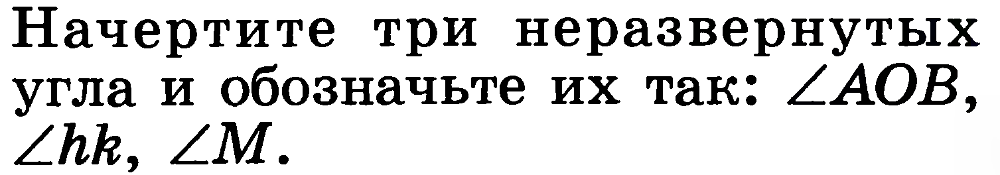 Начертите три неразвернутых
угла и обозначьте их так: ∠AOB,
∠hk, ∠M.